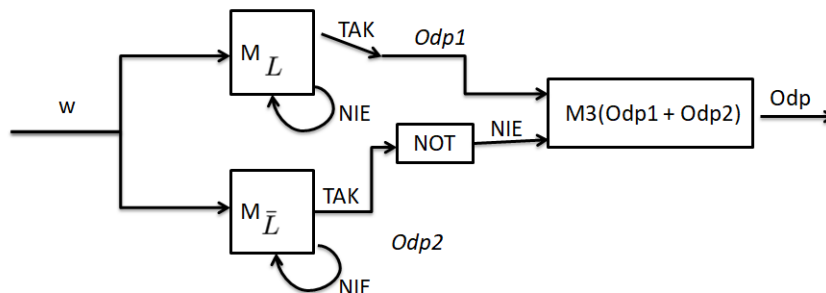 TAK
Odp1
M L
w
NIE
M3(Odp1 + Odp2)
Odp
NOT
NIE
TAK
M L̄
Odp2
NIE